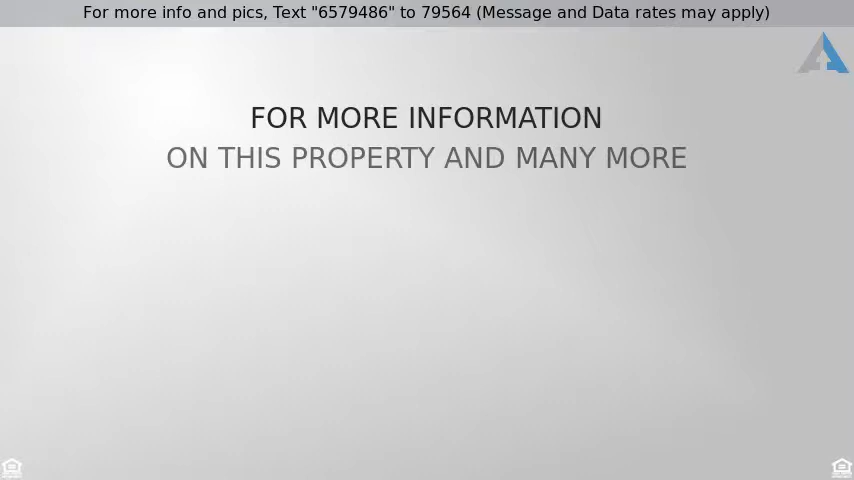 For more info and pics, Text "6579486" to 79564 (Message and Data rates may apply)
FOR MORE INFORMATION
ON THIS PROPERTY AND MANY MORE